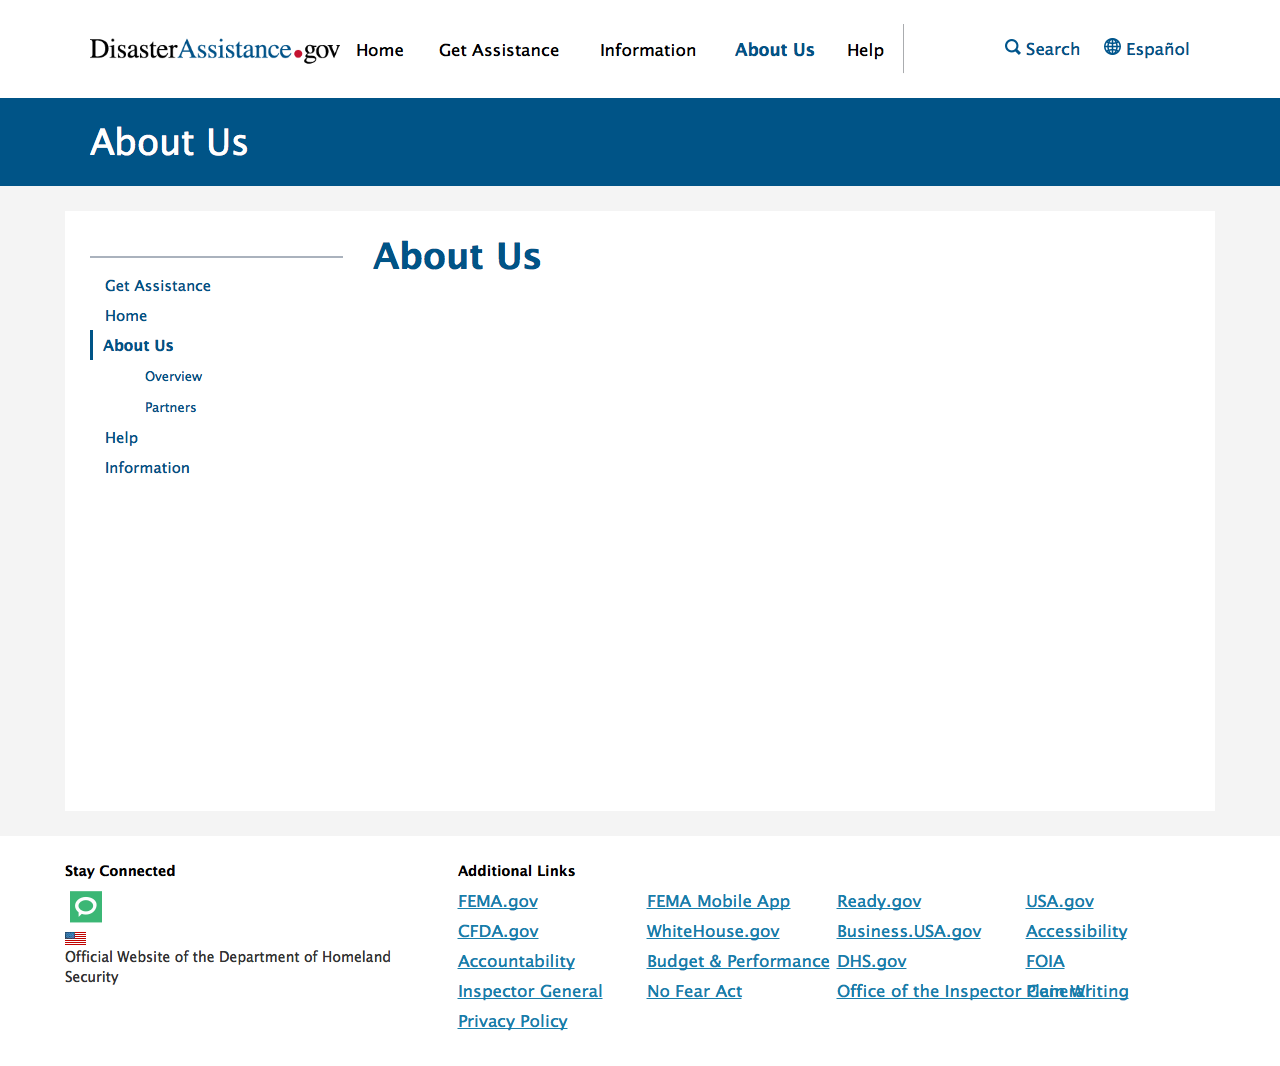 DisasterAssistance.gov Home Get Assistance Information About Us Help Search Español
About Us
About Us
Get Assistance
Home
About Us
Overview
Partners
Help
Information
Stay Connected
Official Website of the Department of Homeland
Security
Additional Links
FEMA.gov FEMA Mobile App Ready.gov USA.gov
CFDA.gov WhiteHouse.gov Business.USA.gov Accessibility
Accountability Budget & Performance DHS.gov FOIA
Inspector General No Fear Act Office of the Inspector General Plain Writing
Privacy Policy